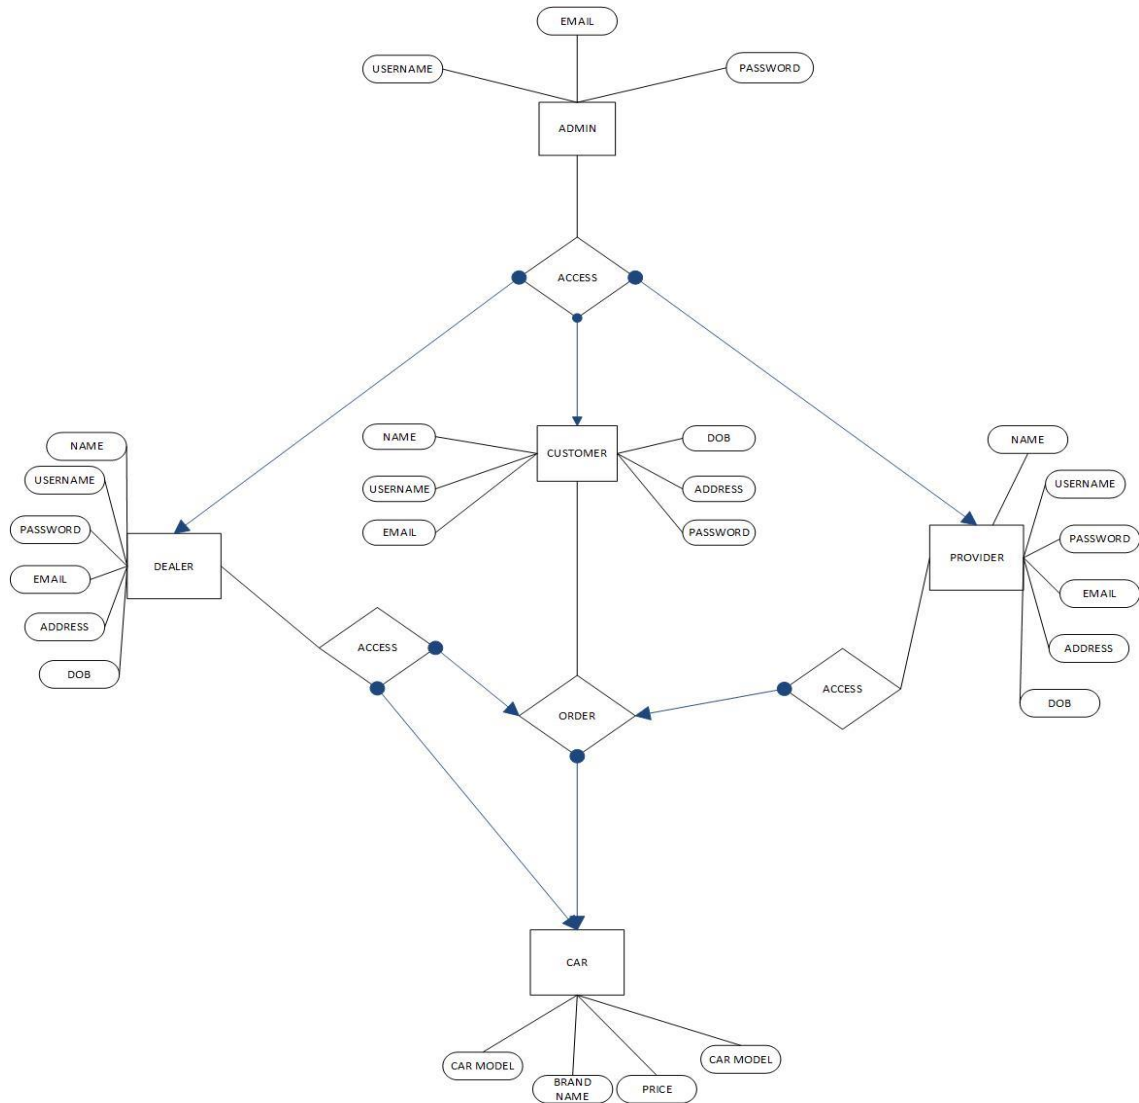 EMAIL
USERNAME
PASSWORD
ADMIN
ACCESS
NAME
USERNAME
PASSWORD
EMAIL
ADDRESS
DOB
DEALER
NAME
USERNAME
EMAIL
CUSTOMER
DOB
ADDRESS
PASSWORD
NAME
USERNAME
PASSWORD
EMAIL
ADDRESS
DOB
PROVIDER
ACCESS
ORDER
ACCESS
CAR
CAR MODEL
BRAND
NAME
PRICE
CAR MODEL